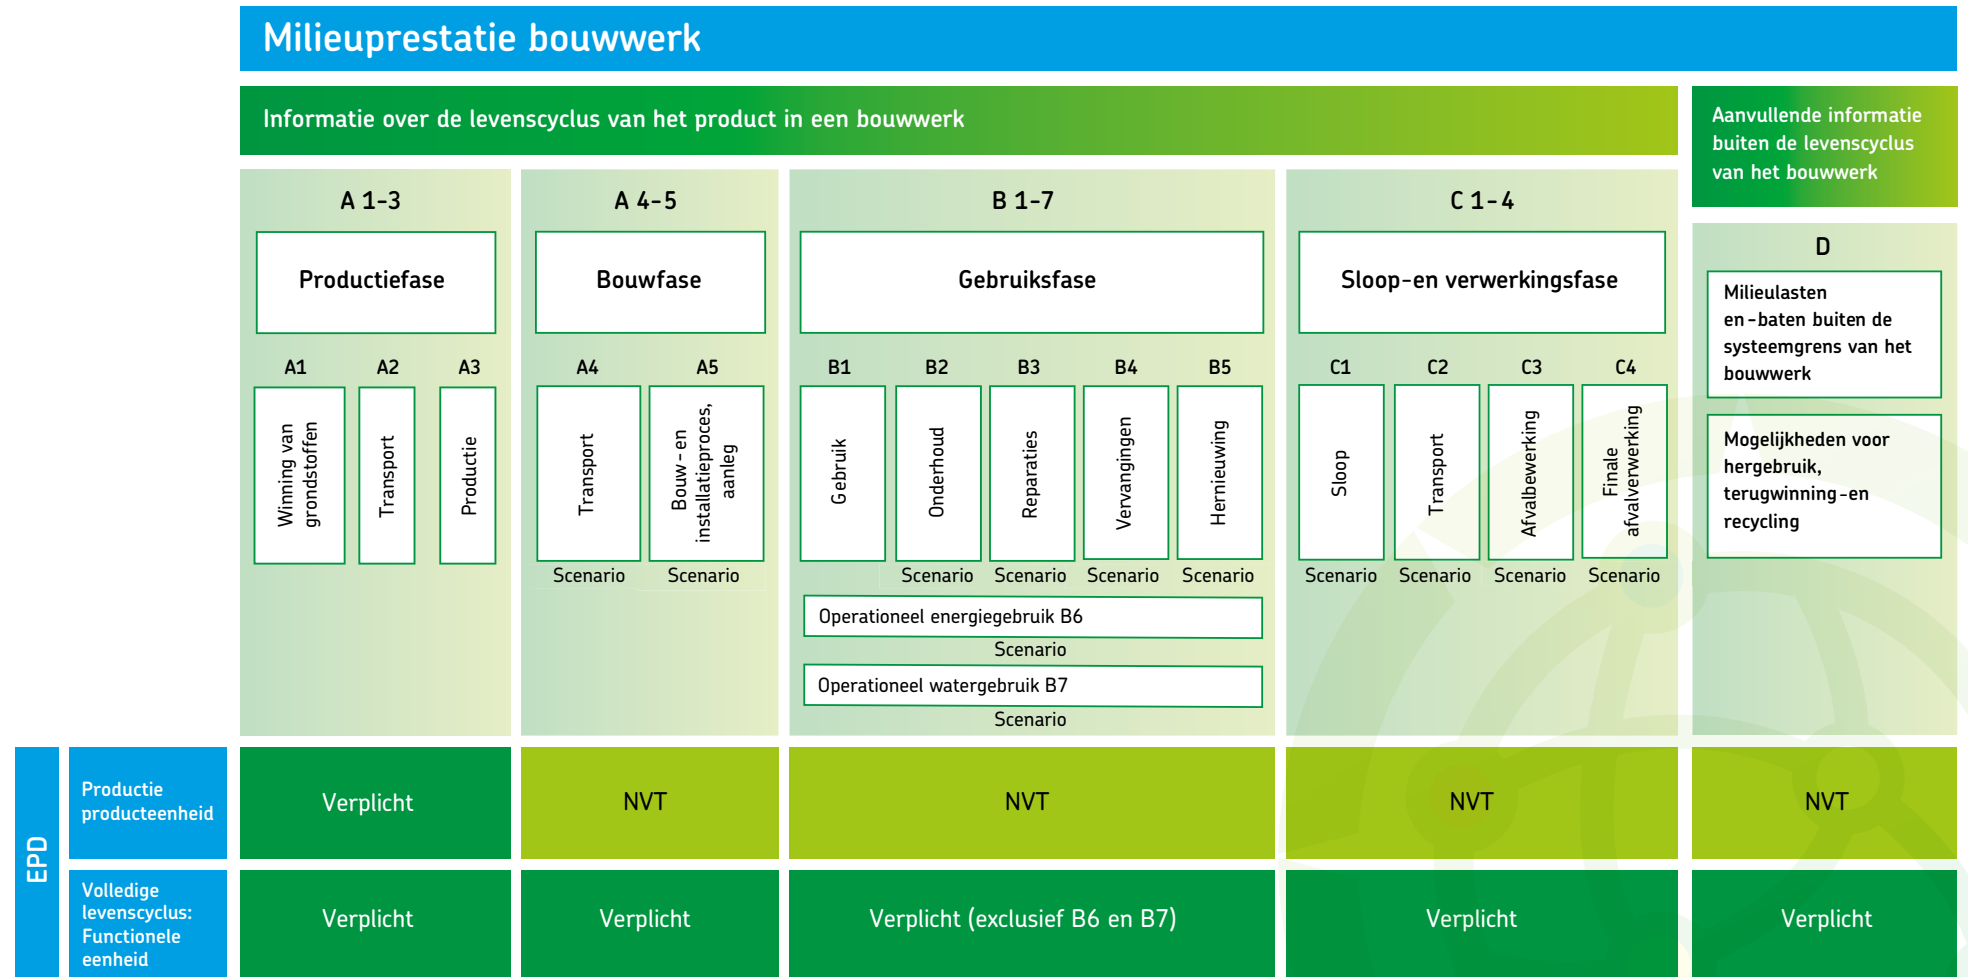 Milieuprestatie bouwwerk
Informatie over de levenscyclus van het product in een bouwwerk
Aanvullende informatie
buiten de levenscyclus
van het bouwwerk
A 1-3
Productiefase
A1
Winning van
grondstoffen
A2
Transport
A3
Productie
A 4-5
Bouwfase
A4
Transport
Scenario
A5
Bouw- en
installatieproces,
aanleg
Scenario
B 1-7
Gebruiksfase
B1
Gebruik
B2
Onderhoud
Scenario
B3
Reparaties
Scenario
B4
Vervangingen
Scenario
B5
Hernieuwing
Scenario
Operationeel energiegebruik B6
Scenario
Operationeel watergebruik B7
Scenario
C 1-4
Sloop-en verwerkingsfase
C1
Sloop
Scenario
C2
Transport
Scenario
C3
Afvalbewerking
Scenario
C4
Finale
afvalverwerking
Scenario
D
Milieulasten
en-baten buiten de
systeemgrens van het
bouwwerk
Mogelijkheden voor
hergebruik,
terugwinning-en
recycling
EPD
Productie
producteenheid
Verplicht
NVT
NVT
NVT
NVT
Volledige
levenscyclus:
Functionele
eenheid
Verplicht
Verplicht
Verplicht (exclusief B6 en B7)
Verplicht
Verplicht